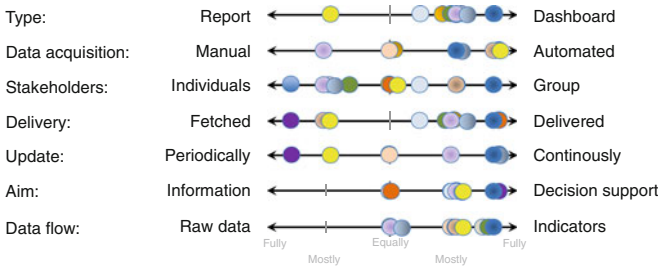 Type: Report Dashboard
Data acquisition: Manual Automated
Stakeholders: Individuals Group
Delivery: Fetched Delivered
Update: Periodically Continously
Aim: Information Decision support
Data flow: Raw data Indicators
Fully Equally Fully
Mostly Mostly